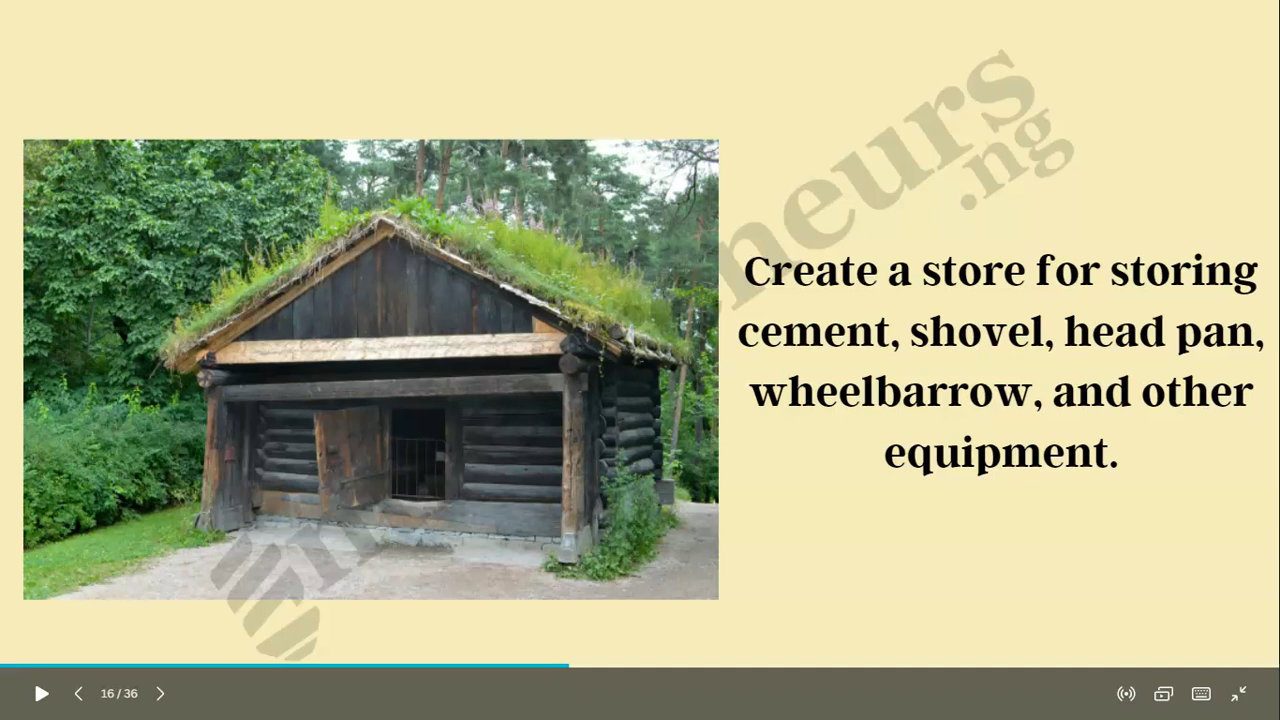 neurs
.ng
Create a store for storing
cement, shovel, head pan,
wheelbarrow, and other
equipment.
16 / 36